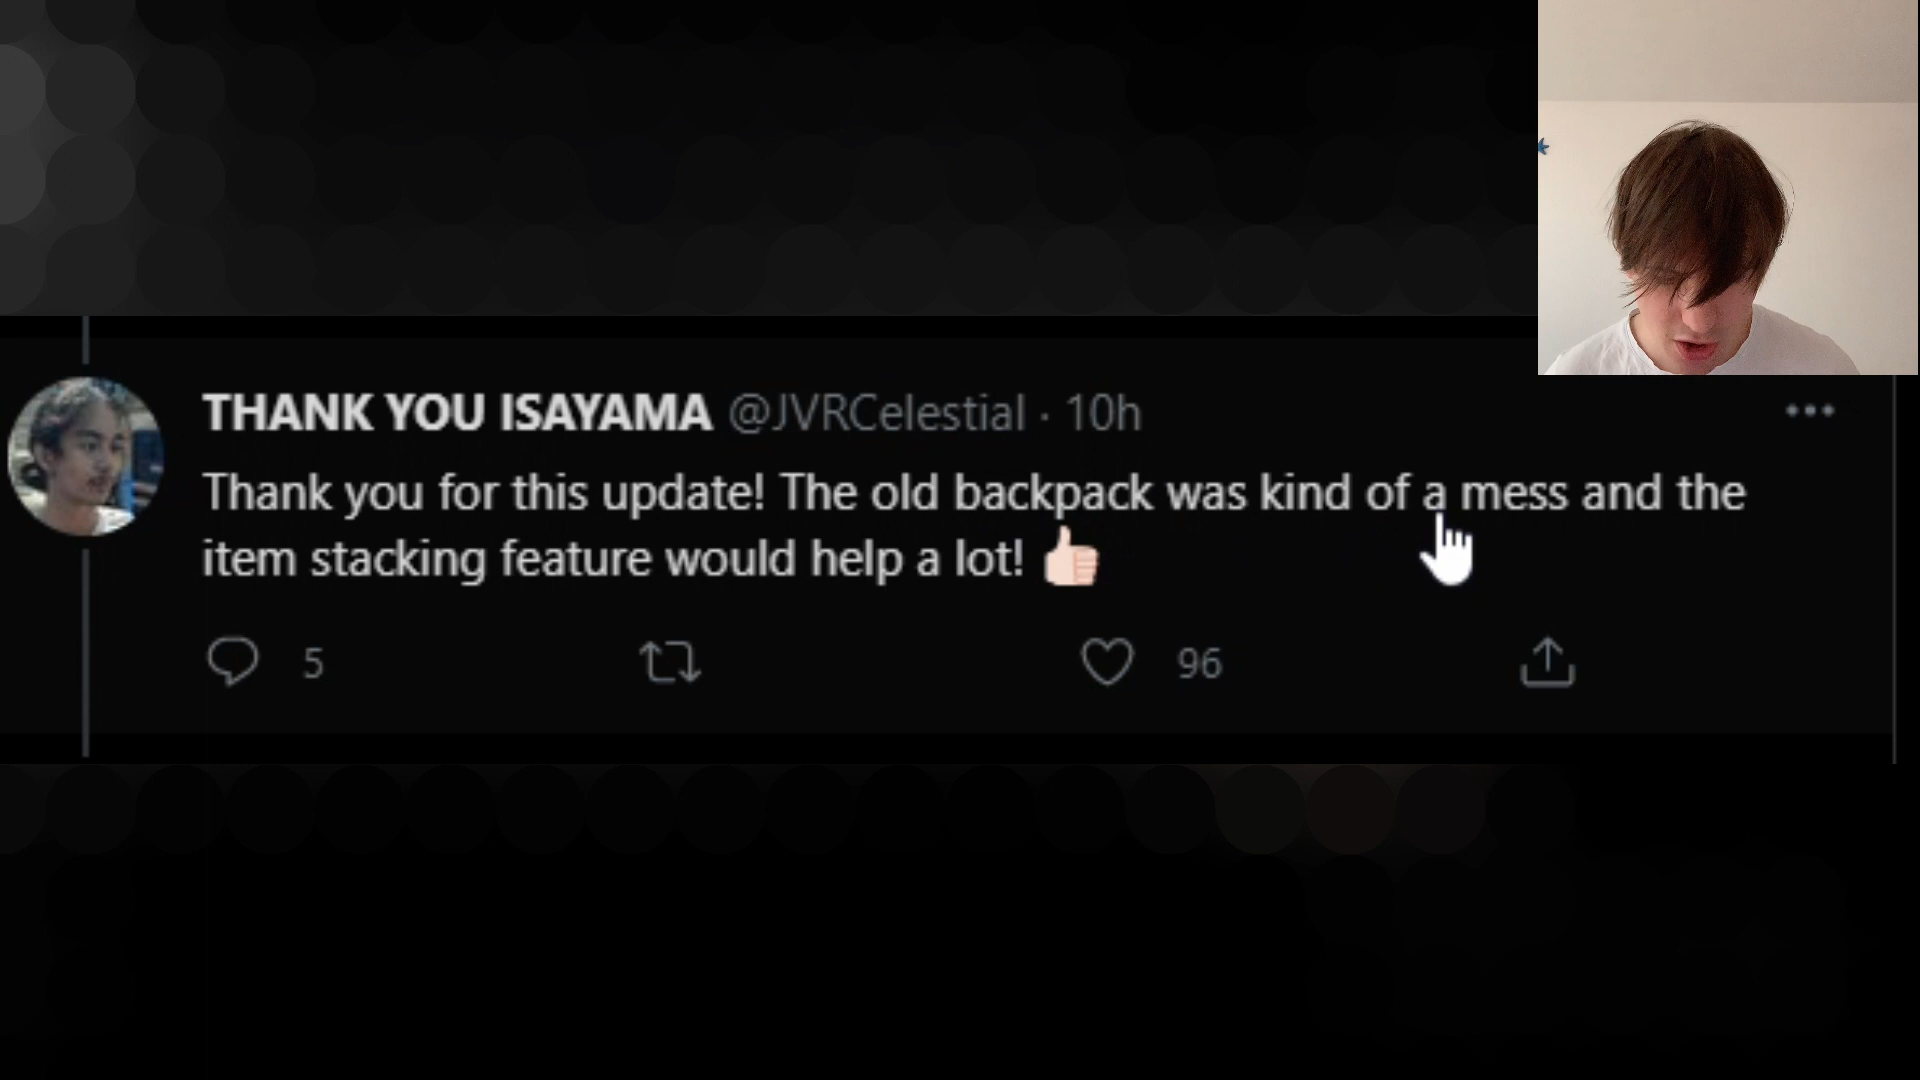 THANK YOU ISAYAMA @JVRCelestial · 10h
Thank you for this update! The old backpack was kind of a mess and the
item stacking feature would help a lot! 👍🏻
5 96